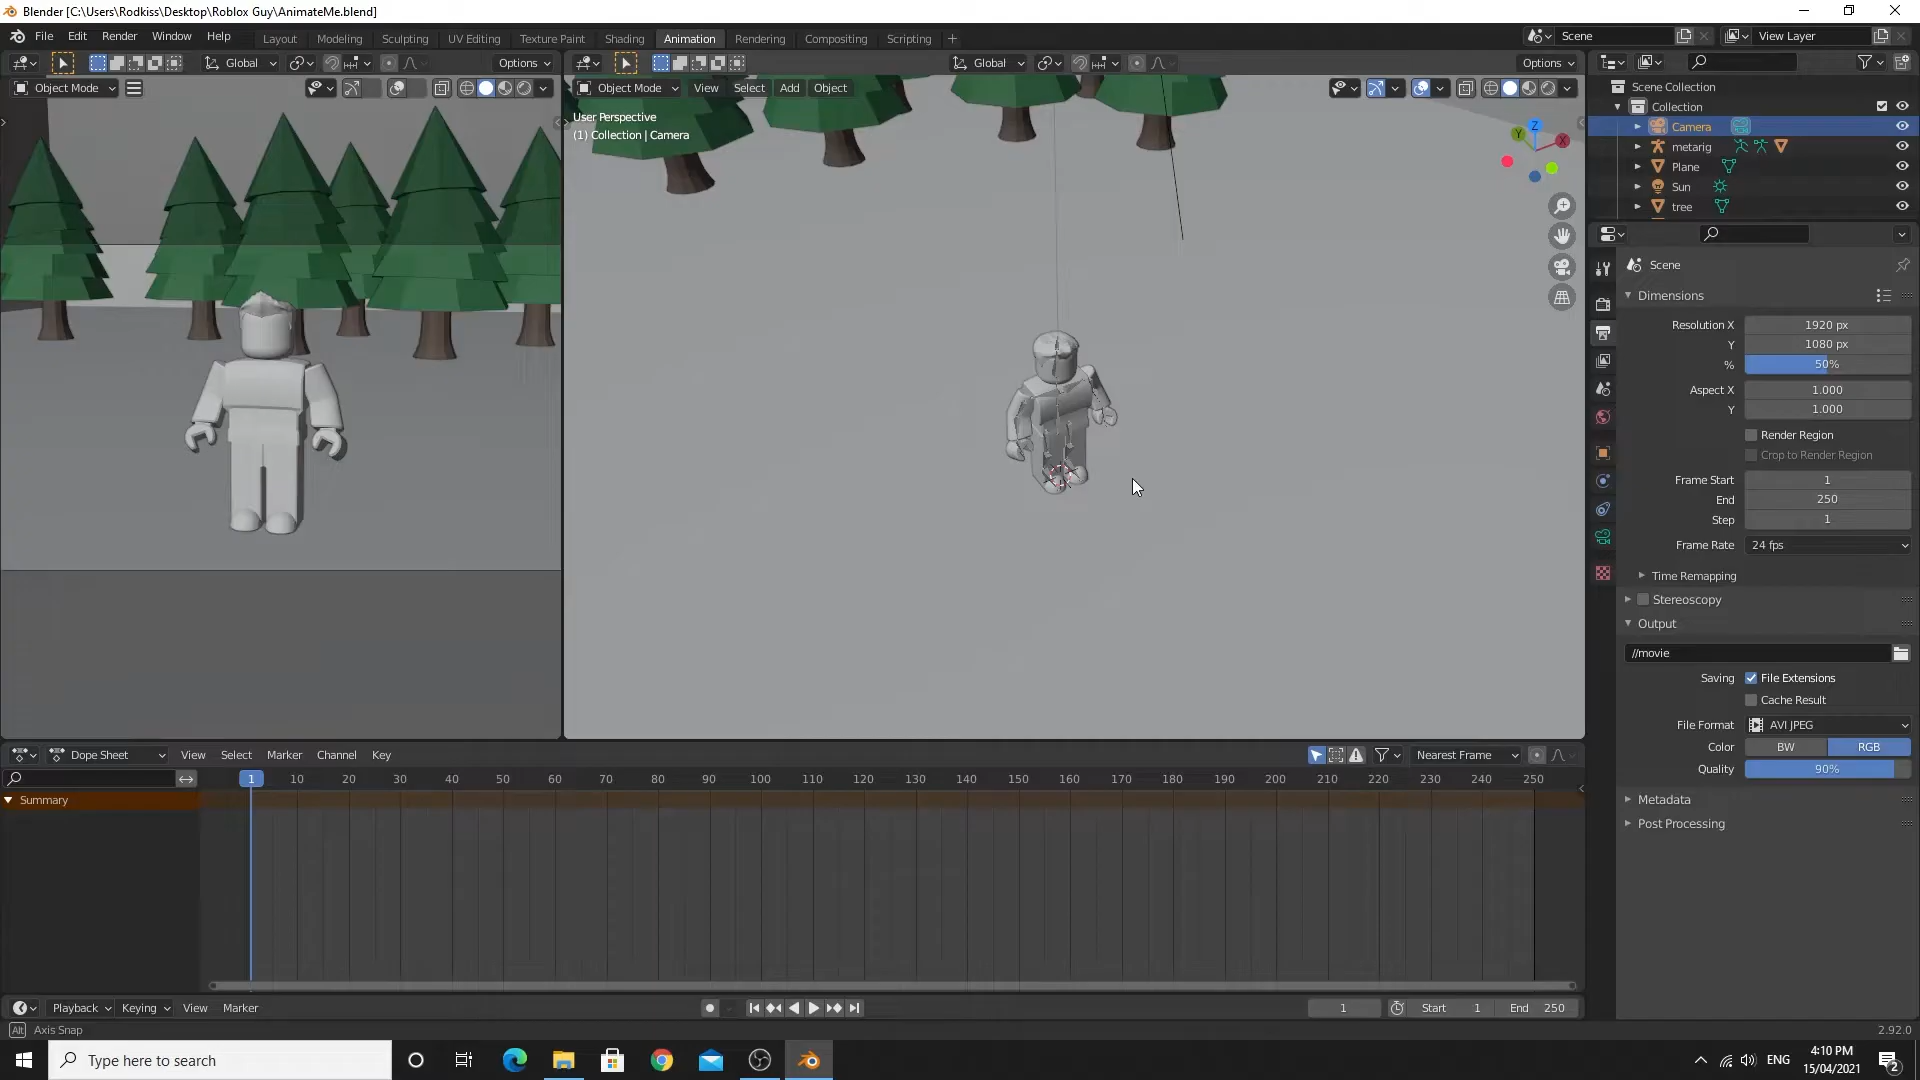 Blender [C:\Users\Rodkiss\Desktop\Roblox Guy\AnimateMe.blend]
File Edit Render Window Help Layout Modeling Sculpting UV Editing Texture Paint Shading Animation Rendering Compositing Scripting + Scene View Layer
Global Options Global Options
Object Mode Object Mode View Select Add Object
User Perspective
(1) Collection | Camera
Z
Y
X
Scene Collection
Collection
Camera
metarig
Plane
Sun
tree
Scene
Dimensions
Resolution X 1920 px
Y 1080 px
% 50%
Aspect X 1.000
Y 1.000
Render Region
Crop to Render Region
Frame Start 1
End 250
Step 1
Frame Rate 24 fps
Time Remapping
Stereoscopy
Output
//movie
Saving File Extensions
Cache Result
File Format AVI JPEG
Color BW RGB
Quality 90%
Metadata
Post Processing
Dope Sheet View Select Marker Channel Key Nearest Frame
1 10 20 30 40 50 60 70 80 90 100 110 120 130 140 150 160 170 180 190 200 210 220 230 240 250
Summary
Playback Keying View Marker 1 Start 1 End 250
Alt Axis Snap 2.92.0
Type here to search
ENG
4:10 PM
15/04/2021
2